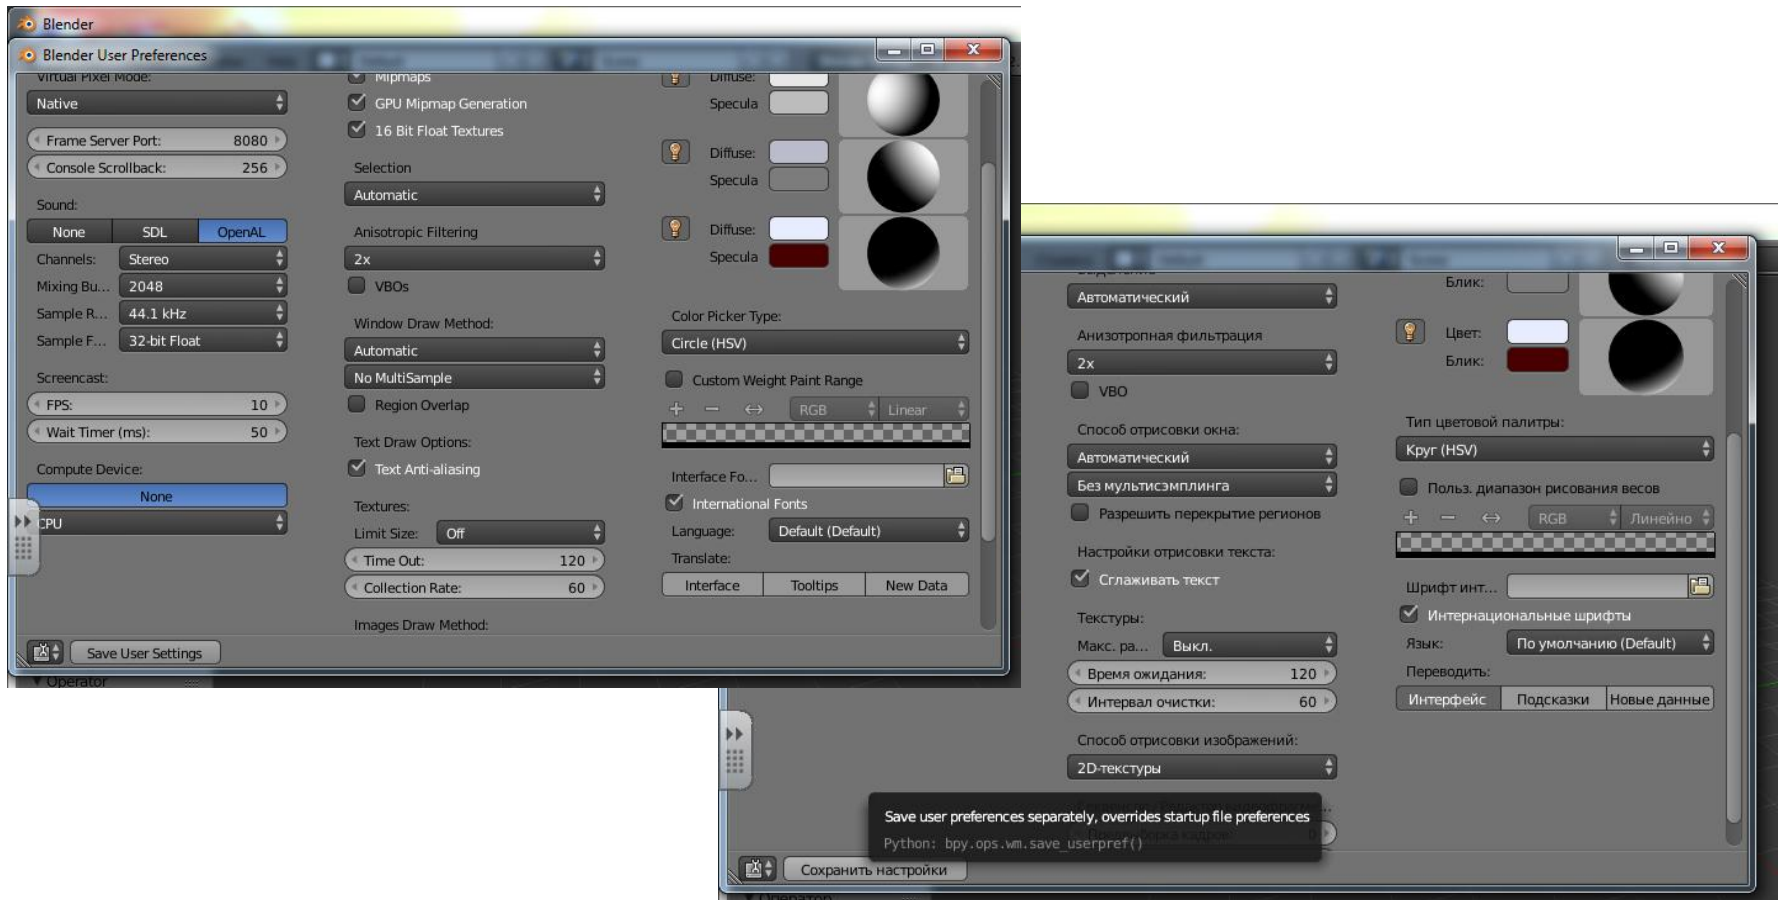 Blender
Blender User Preferences
Virtual Pixel Mode:
Native
Frame Server Port: 8080
Console Scrollback: 256
Sound:
None SDL OpenAL
Channels: Stereo
Mixing Bu... 2048
Sample R... 44.1 kHz
Sample F... 32-bit Float
Screencast:
FPS: 10
Wait Timer (ms): 50
Compute Device:
None
CPU
Mipmaps
GPU Mipmap Generation
16 Bit Float Textures
Selection
Automatic
Anisotropic Filtering
2x
VBOs
Window Draw Method:
Automatic
No MultiSample
Region Overlap
Text Draw Options:
Text Anti-aliasing
Textures:
Limit Size: Off
Time Out: 120
Collection Rate: 60
Images Draw Method:
Diffuse:
Specula
Diffuse:
Specula
Diffuse:
Specula
Color Picker Type:
Circle (HSV)
Custom Weight Paint Range
RGB Linear
Interface Fo...
International Fonts
Language: Default (Default)
Translate:
Interface Tooltips New Data
Save User Settings
Operator
Выделение
Автоматический
Анизотропная фильтрация
2x
VBO
Способ отрисовки окна:
Автоматический
Без мультисэмплинга
Разрешить перекрытие регионов
Настройки отрисовки текста:
Сглаживать текст
Текстуры:
Макс. ра... Выкл.
Время ожидания: 120
Интервал очистки: 60
Способ отрисовки изображений:
2D-текстуры
Блик:
Цвет:
Блик:
Тип цветовой палитры:
Круг (HSV)
Польз. диапазон рисования весов
RGB Линейно
Шрифт инт...
Интернациональные шрифты
Язык: По умолчанию (Default)
Переводить:
Интерфейс Подсказки Новые данные
Save user preferences separately, overrides startup file preferences
Python: bpy.ops.wm.save_userpref()
Сохранить настройки
Operator